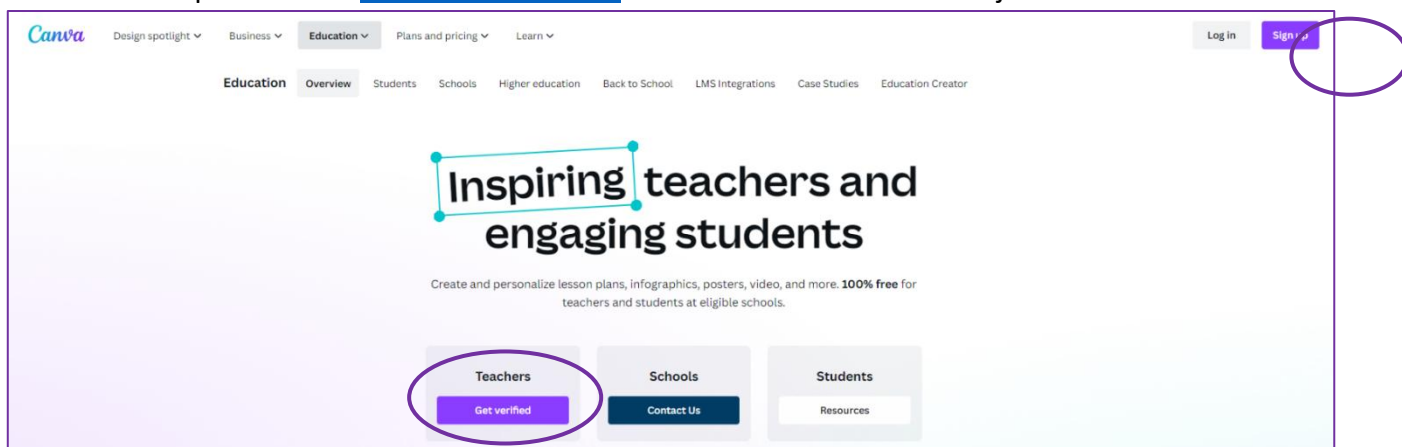 Canva Design spotlight Business Education Plans and pricing Learn Log in Sign up
Education Overview Students Schools Higher education Back to School LMS Integrations Case Studies Education Creator
Inspiring teachers and
engaging students
Create and personalize lesson plans, infographics, posters, video, and more. 100% free for
teachers and students at eligible schools.
Teachers Schools Students
Get verified Contact Us Resources